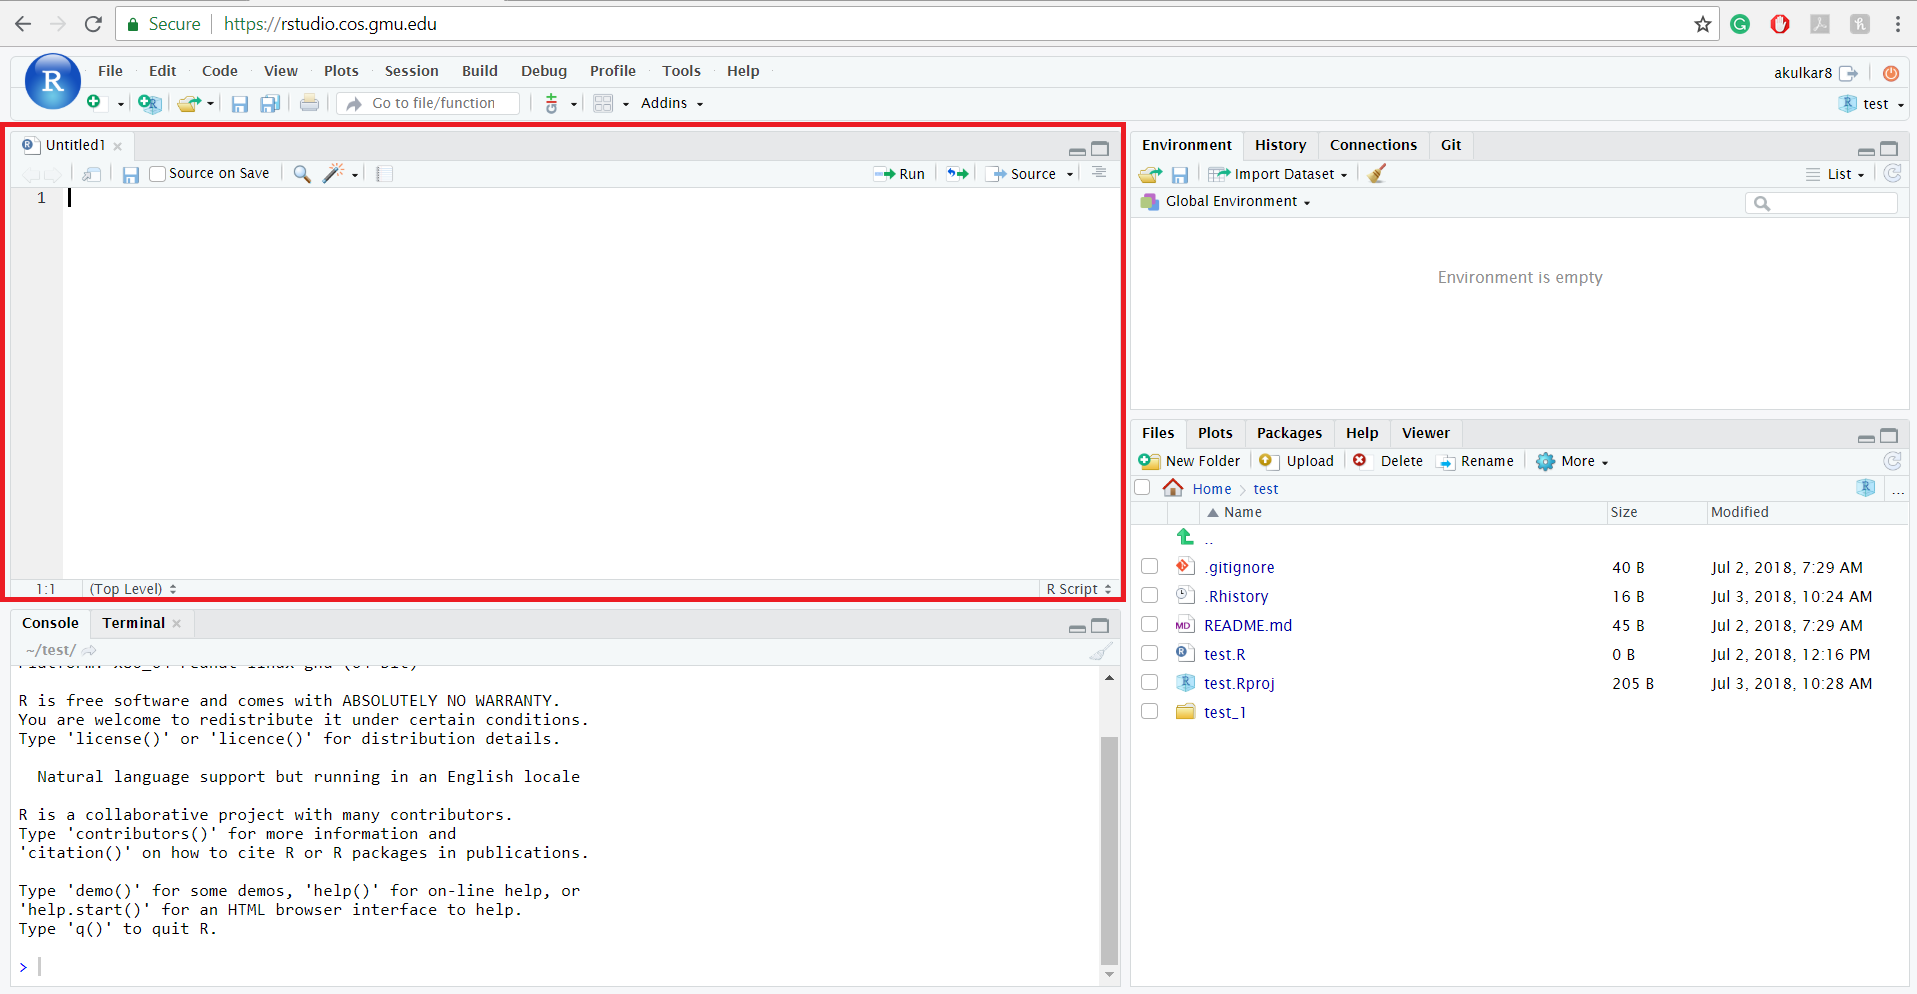 Secure https://rstudio.cos.gmu.edu
R File Edit Code View Plots Session Build Debug Profile Tools Help akulkar8
Go to file/function Addins test
Untitled1
Source on Save Run Source
1
1:1 (Top Level) R Script
Console Terminal
~/test/
R is free software and comes with ABSOLUTELY NO WARRANTY.
You are welcome to redistribute it under certain conditions.
Type 'license()' or 'licence()' for distribution details.
Natural language support but running in an English locale
R is a collaborative project with many contributors.
Type 'contributors()' for more information and
'citation()' on how to cite R or R packages in publications.
Type 'demo()' for some demos, 'help()' for on-line help, or
'help.start()' for an HTML browser interface to help.
Type 'q()' to quit R.
>
Environment History Connections Git
Import Dataset List
Global Environment
Environment is empty
Files Plots Packages Help Viewer
New Folder Upload Delete Rename More
Home test ...
Name Size Modified
..
.gitignore 40 B Jul 2, 2018, 7:29 AM
.Rhistory 16 B Jul 3, 2018, 10:24 AM
README.md 45 B Jul 2, 2018, 7:29 AM
test.R 0 B Jul 2, 2018, 12:16 PM
test.Rproj 205 B Jul 3, 2018, 10:28 AM
test_1